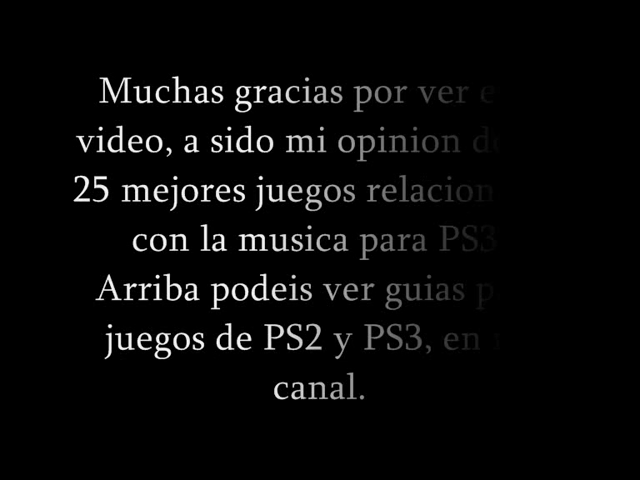 Muchas gracias por ver e
video, a sido mi opinion d
25 mejores juegos relacion
con la musica para PS3
Arriba podeis ver guias p
juegos de PS2 y PS3, en
canal.